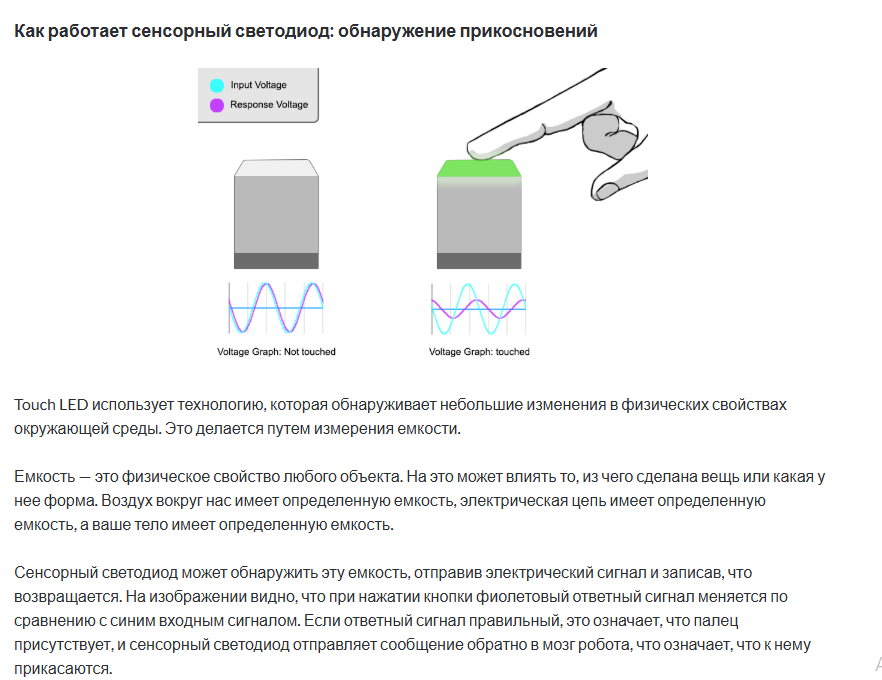 Как работает сенсорный светодиод: обнаружение прикосновений
Input Voltage
Response Voltage
Voltage Graph: Not touched
Voltage Graph: touched
Touch LED использует технологию, которая обнаруживает небольшие изменения в физических свойствах
окружающей среды. Это делается путем измерения емкости.
Емкость — это физическое свойство любого объекта. На это может влиять то, из чего сделана вещь или какая у
нее форма. Воздух вокруг нас имеет определенную емкость, электрическая цепь имеет определенную
емкость, а ваше тело имеет определенную емкость.
Сенсорный светодиод может обнаружить эту емкость, отправив электрический сигнал и записав, что
возвращается. На изображении видно, что при нажатии кнопки фиолетовый ответный сигнал меняется по
сравнению с синим входным сигналом. Если ответный сигнал правильный, это означает, что палец
присутствует, и сенсорный светодиод отправляет сообщение обратно в мозг робота, что означает, что к нему
прикасаются.